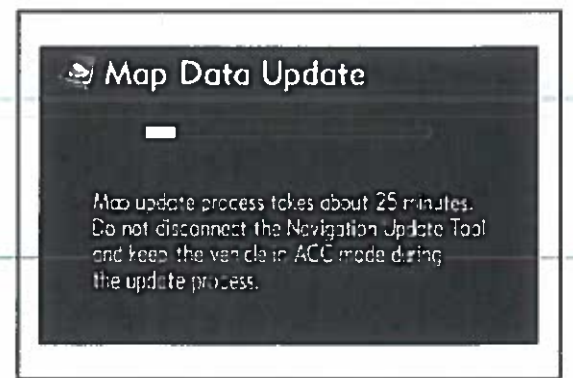 Map Data Update
Map update process takes about 25 minutes.
Do not disconnect the Navigation Update Tool
and keep the vehicle in ACC mode during
the update process.